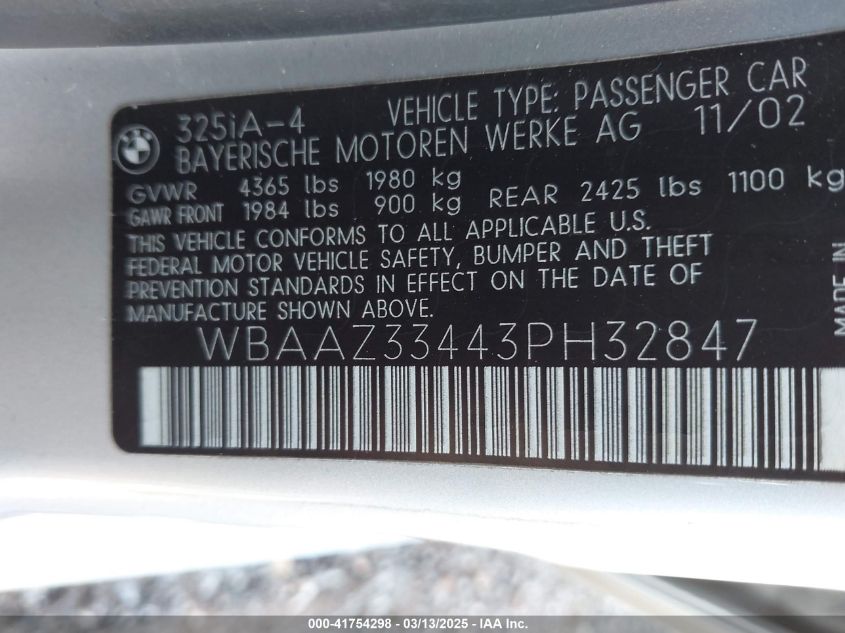 325iA-4 VEHICLE TYPE: PASSENGER CAR
BAYERISCHE MOTOREN WERKE AG 11/02
GVWR 4365 lbs 1980 kg REAR 2425 lbs 1100 kg
GAWR FRONT 1984 lbs 900 kg
THIS VEHICLE CONFORMS TO ALL APPLICABLE U.S.
FEDERAL MOTOR VEHICLE SAFETY, BUMPER AND THEFT
PREVENTION STANDARDS IN EFFECT ON THE DATE OF
MANUFACTURE SHOWN ABOVE.
MADE IN
WBAAZ33443PH32847
000-41754298 - 03/13/2025 - IAA Inc.